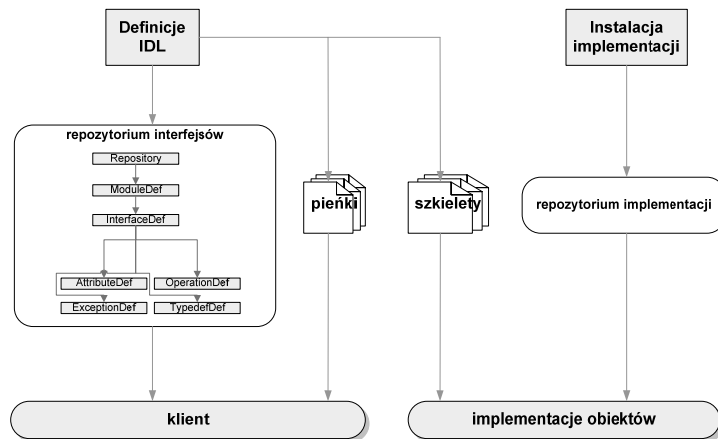 Definicje
IDL
Instalacja
implementacji
repozytorium interfejsów
Repository
ModuleDef
InterfaceDef
AttributeDef
OperationDef
ExceptionDef
TypedefDef
pieńki
szkielety
repozytorium implementacji
klient
implementacje obiektów